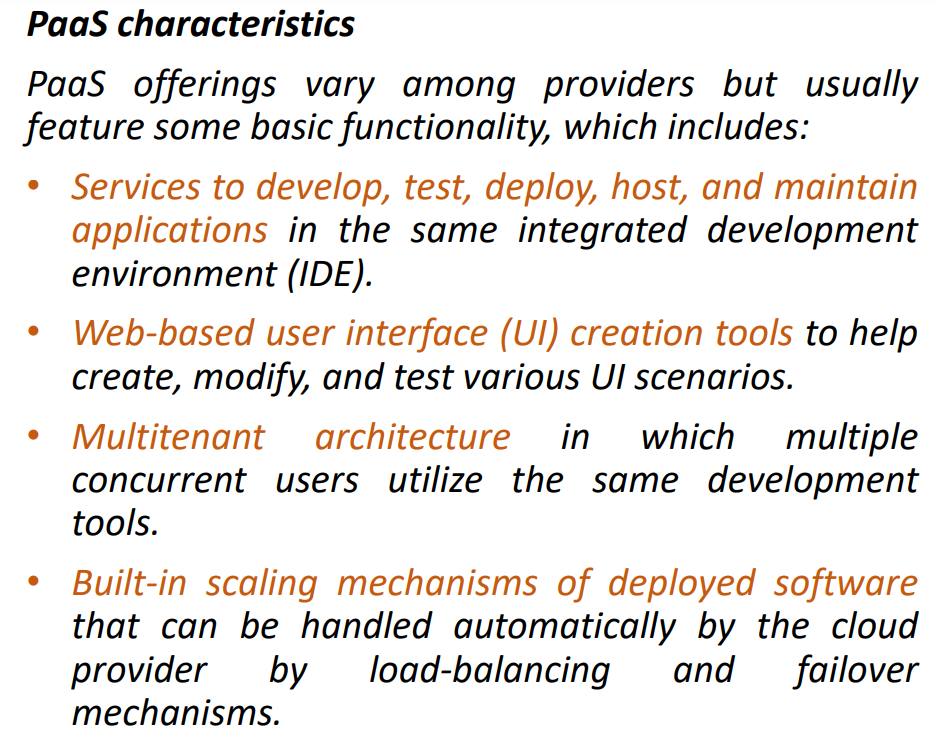 PaaS characteristics
PaaS offerings vary among providers but usually
feature some basic functionality, which includes:
• Services to develop, test, deploy, host, and maintain
applications in the same integrated development
environment (IDE).
• Web-based user interface (UI) creation tools to help
create, modify, and test various UI scenarios.
• Multitenant architecture in which multiple
concurrent users utilize the same development
tools.
• Built-in scaling mechanisms of deployed software
that can be handled automatically by the cloud
provider by load-balancing and failover
mechanisms.